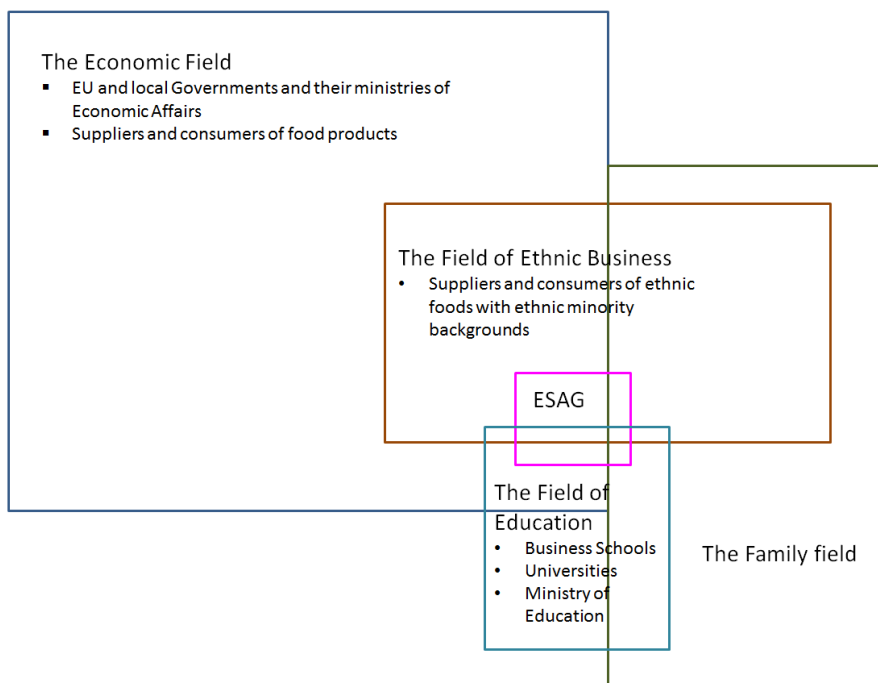 The Economic Field
▪ EU and local Governments and their ministries of
Economic Affairs
▪ Suppliers and consumers of food products
The Field of Ethnic Business
• Suppliers and consumers of ethnic
foods with ethnic minority
backgrounds
ESAG
The Field of
Education
• Business Schools
• Universities
• Ministry of
Education
The Family field